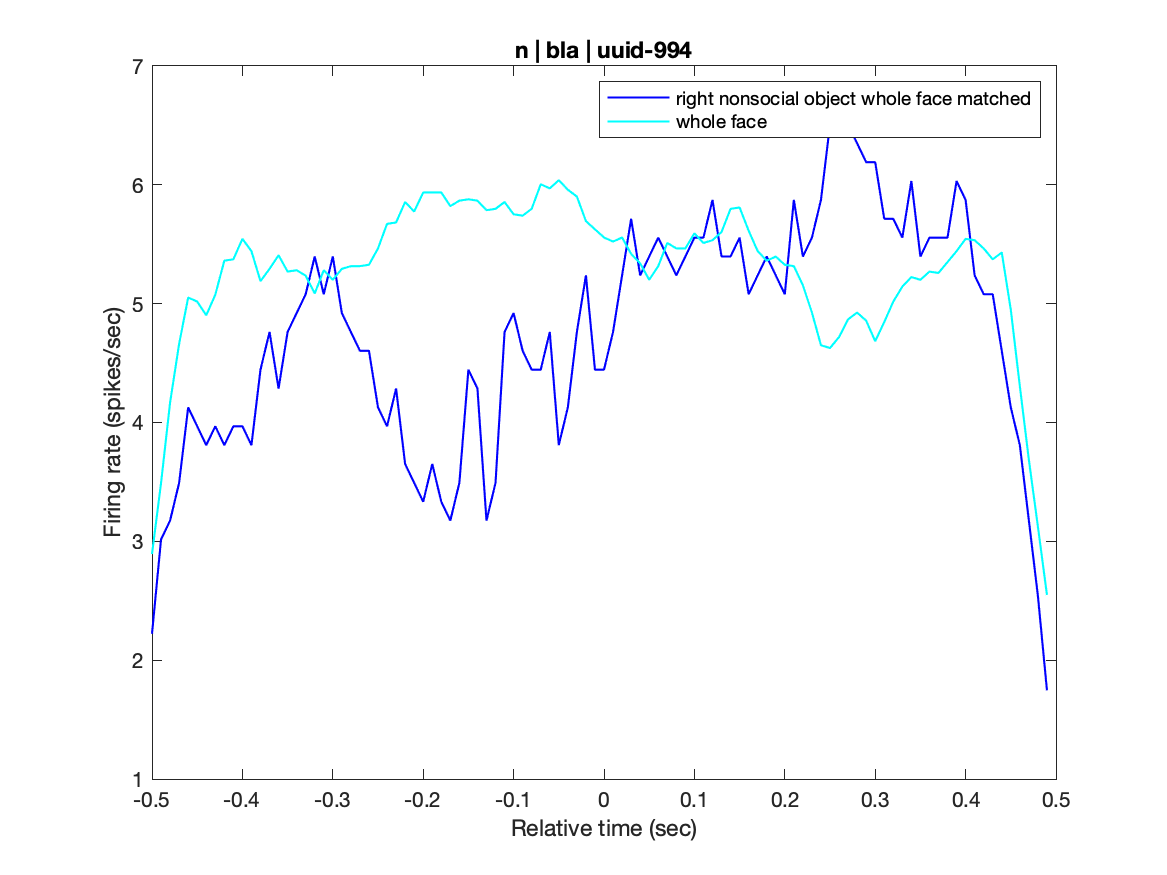 n | bla | uuid-994
7
right nonsocial object whole face matched
whole face
6
5
4
3
2
1
Firing rate (spikes/sec)
-0.5 -0.4 -0.3 -0.2 -0.1 0 0.1 0.2 0.3 0.4 0.5
Relative time (sec)